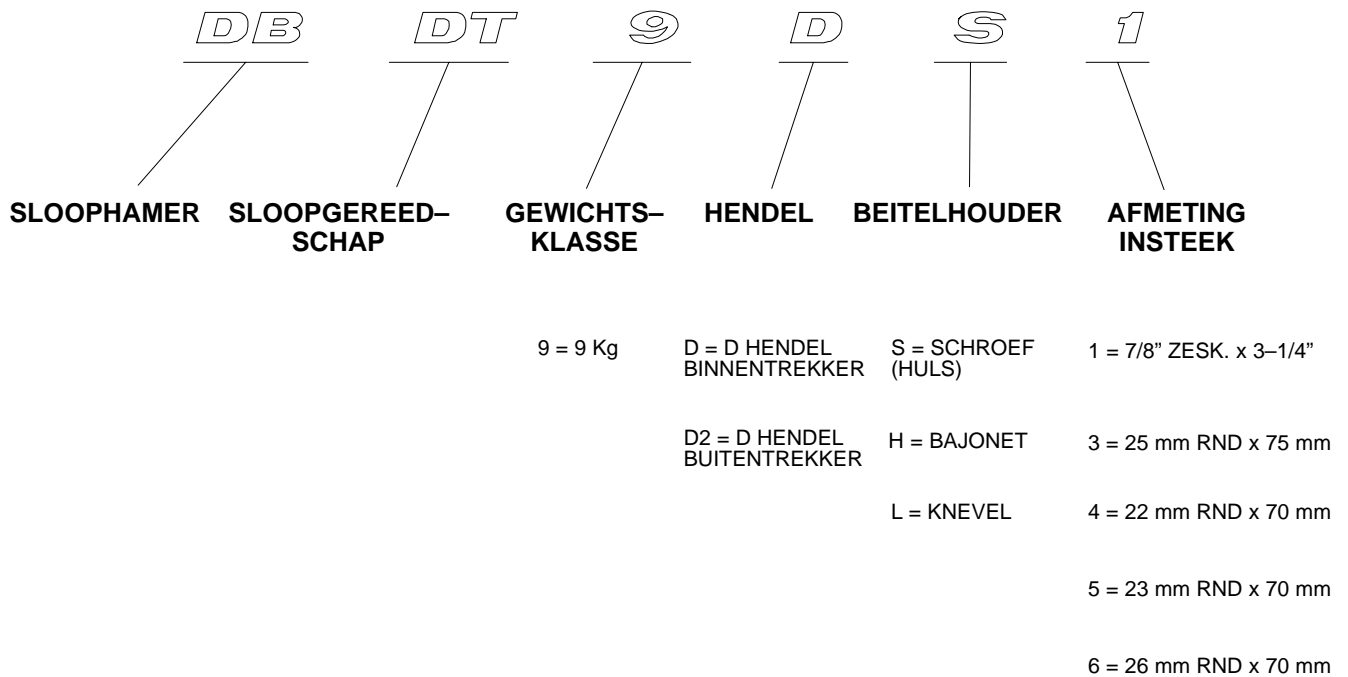 DB DT 9 D S 1
SLOOPHAMER SLOOPGEREED– GEWICHTS– HENDEL BEITELHOUDER AFMETING
SCHAP KLASSE INSTEEK
9 = 9 Kg D = D HENDEL S = SCHROEF 1 = 7/8” ZESK. x 3–1/4”
BINNENTREKKER (HULS)
D2 = D HENDEL H = BAJONET 3 = 25 mm RND x 75 mm
BUITENTREKKER
L = KNEVEL 4 = 22 mm RND x 70 mm
5 = 23 mm RND x 70 mm
6 = 26 mm RND x 70 mm